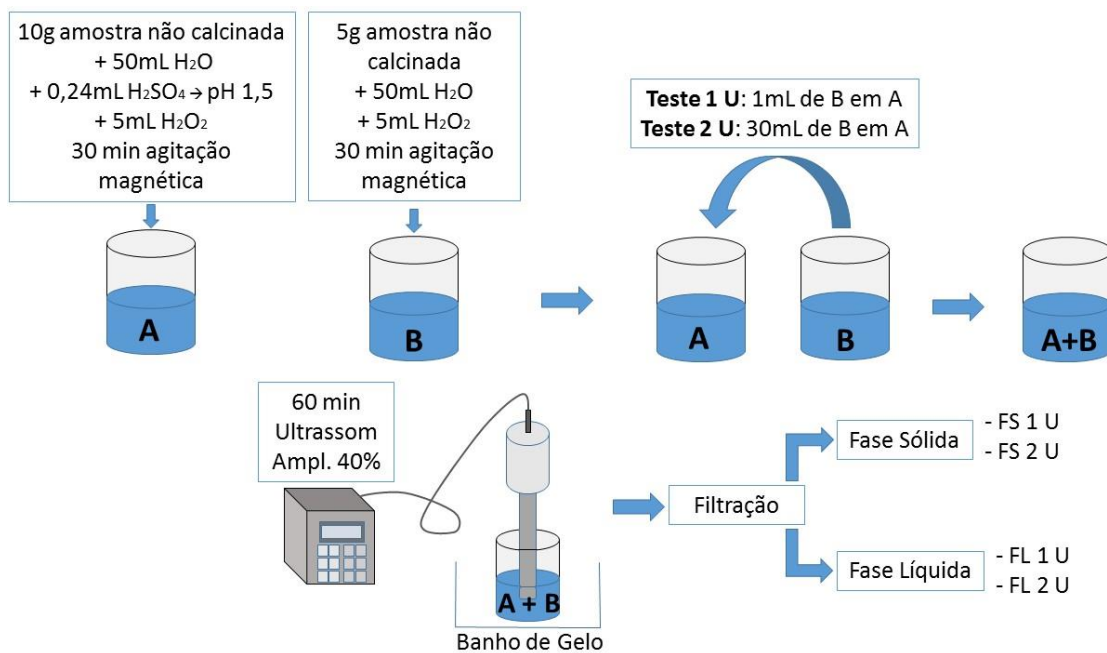 10g amostra não calcinada
+ 50mL H₂O
+ 0,24mL H₂SO₄ → pH 1,5
+ 5mL H₂O₂
30 min agitação
magnética
5g amostra não
calcinada
+ 50mL H₂O
+ 5mL H₂O₂
30 min agitação
magnética
Teste 1 U: 1mL de B em A
Teste 2 U: 30mL de B em A
A
B
A
B
A+B
60 min
Ultrassom
Ampl. 40%
A + B
Banho de Gelo
Filtração
Fase Sólida
- FS 1 U
- FS 2 U
Fase Líquida
- FL 1 U
- FL 2 U